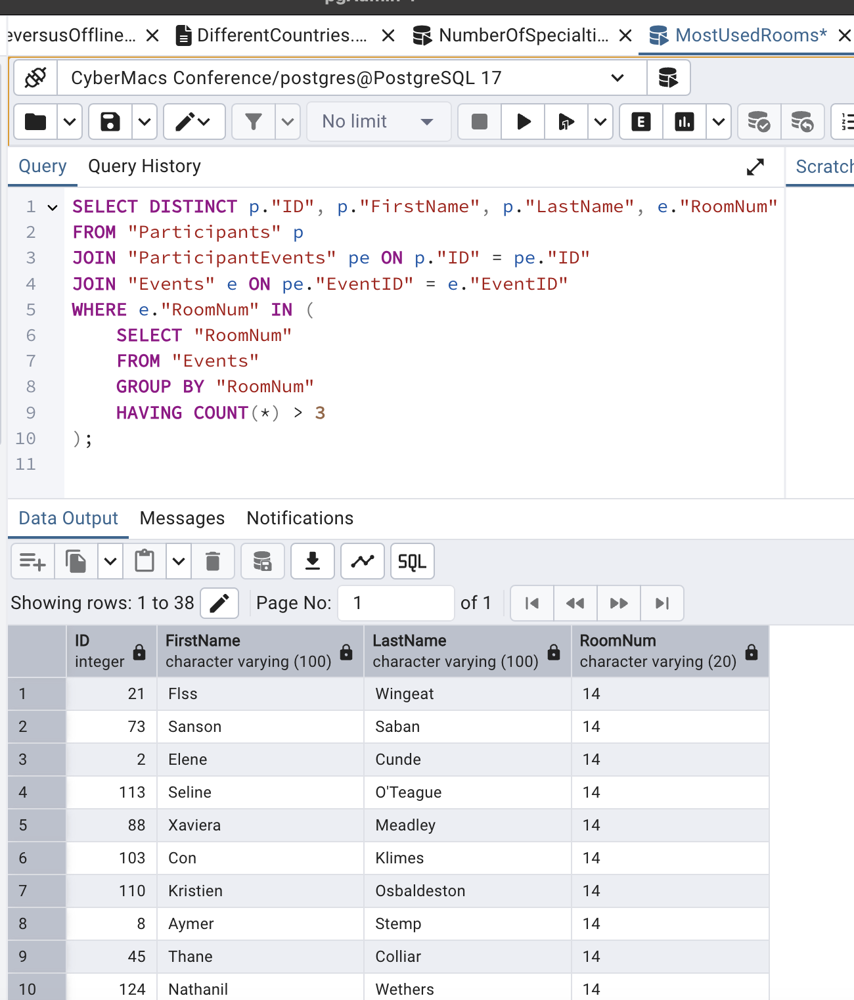 eversusOffline...
DifferentCountries....
NumberOfSpecialti...
MostUsedRooms*
CyberMacs Conference/postgres@PostgreSQL 17
No limit
E
Query
Query History
1 SELECT DISTINCT p."ID", p."FirstName", p."LastName", e."RoomNum"
2 FROM "Participants" p
3 JOIN "ParticipantEvents" pe ON p."ID" = pe."ID"
4 JOIN "Events" e ON pe."EventID" = e."EventID"
5 WHERE e."RoomNum" IN (
6 SELECT "RoomNum"
7 FROM "Events"
8 GROUP BY "RoomNum"
9 HAVING COUNT(*) > 3
10 );
11
Data Output
Messages
Notifications
SQL
Showing rows: 1 to 38
Page No: 1 of 1
ID integer
FirstName character varying (100)
LastName character varying (100)
RoomNum character varying (20)
1 21 Flss Wingeat 14
2 73 Sanson Saban 14
3 2 Elene Cunde 14
4 113 Seline O'Teague 14
5 88 Xaviera Meadley 14
6 103 Con Klimes 14
7 110 Kristien Osbaldeston 14
8 8 Aymer Stemp 14
9 45 Thane Colliar 14
10 124 Nathanil Wethers 14